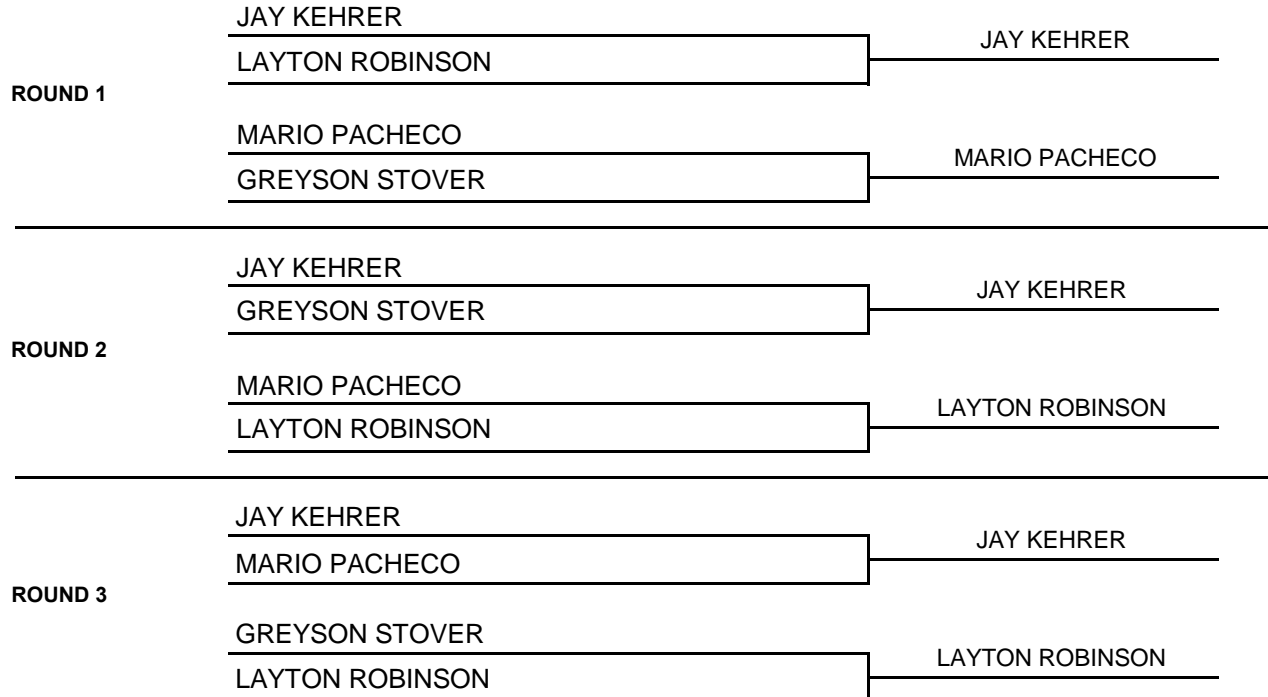 JAY KEHRER
JAY KEHRER
LAYTON ROBINSON
ROUND 1
MARIO PACHECO
MARIO PACHECO
GREYSON STOVER
JAY KEHRER
JAY KEHRER
GREYSON STOVER
ROUND 2
MARIO PACHECO
LAYTON ROBINSON
LAYTON ROBINSON
JAY KEHRER
JAY KEHRER
MARIO PACHECO
ROUND 3
GREYSON STOVER
LAYTON ROBINSON
LAYTON ROBINSON